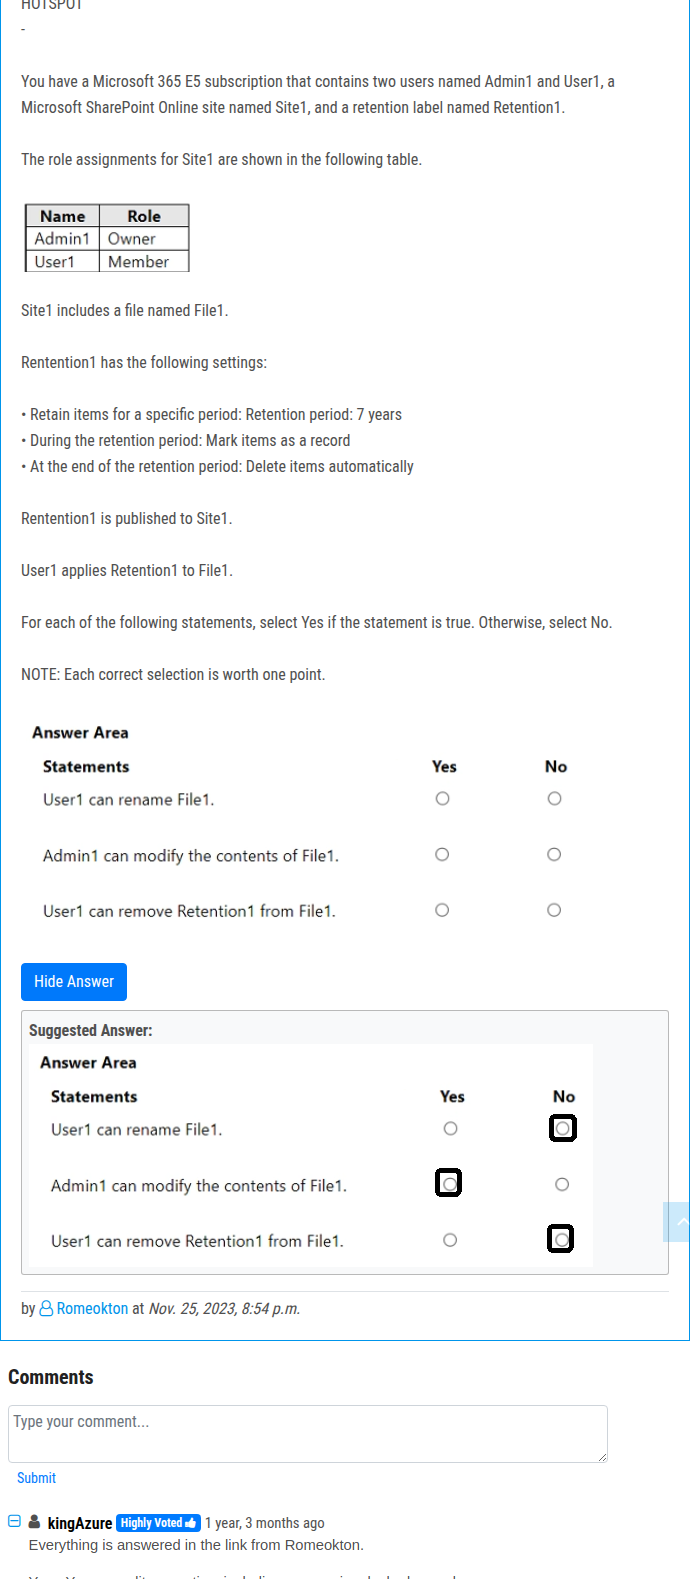 HOTSPOT
-
You have a Microsoft 365 E5 subscription that contains two users named Admin1 and User1, a
Microsoft SharePoint Online site named Site1, and a retention label named Retention1.
The role assignments for Site1 are shown in the following table.
Name Role
Admin1 Owner
User1 Member
Site1 includes a file named File1.
Rentention1 has the following settings:
• Retain items for a specific period: Retention period: 7 years
• During the retention period: Mark items as a record
• At the end of the retention period: Delete items automatically
Rentention1 is published to Site1.
User1 applies Retention1 to File1.
For each of the following statements, select Yes if the statement is true. Otherwise, select No.
NOTE: Each correct selection is worth one point.
Answer Area
Statements Yes No
User1 can rename File1.
Admin1 can modify the contents of File1.
User1 can remove Retention1 from File1.
Hide Answer
Suggested Answer:
Answer Area
Statements Yes No
User1 can rename File1.
Admin1 can modify the contents of File1.
User1 can remove Retention1 from File1.
by Romeokton at Nov. 25, 2023, 8:54 p.m.
Comments
Type your comment...
Submit
kingAzure Highly Voted 1 year, 3 months ago
Everything is answered in the link from Romeokton.